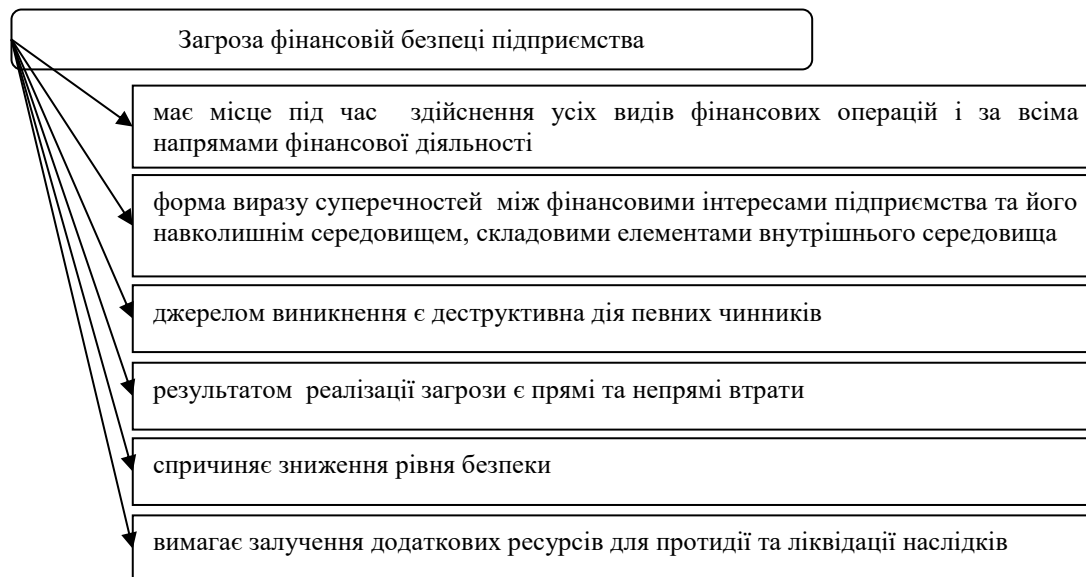 Загроза фінансовій безпеці підприємства
має місце під час здійснення усіх видів фінансових операцій і за всіма
напрямами фінансової діяльності
форма виразу суперечностей між фінансовими інтересами підприємства та його
навколишнім середовищем, складовими елементами внутрішнього середовища
джерелом виникнення є деструктивна дія певних чинників
результатом реалізації загрози є прямі та непрямі втрати
спричиняє зниження рівня безпеки
вимагає залучення додаткових ресурсів для протидії та ліквідації наслідків